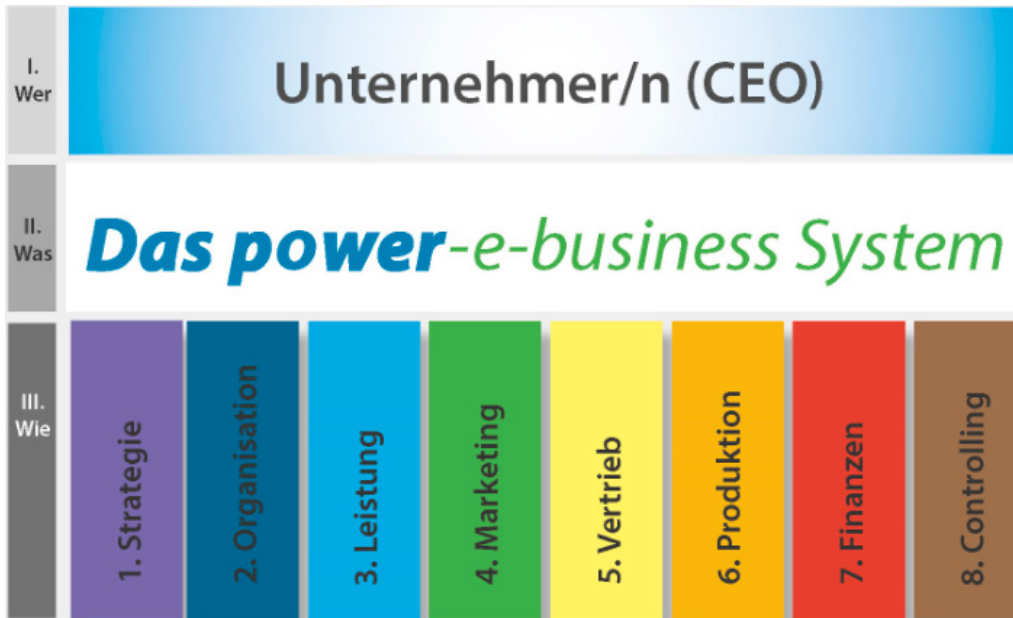 I.
Wer
Unternehmer/n (CEO)
II.
Was
Das power-e-business System
III.
Wie
1. Strategie
2. Organisation
3. Leistung
4. Marketing
5. Vertrieb
6. Produktion
7. Finanzen
8. Controlling